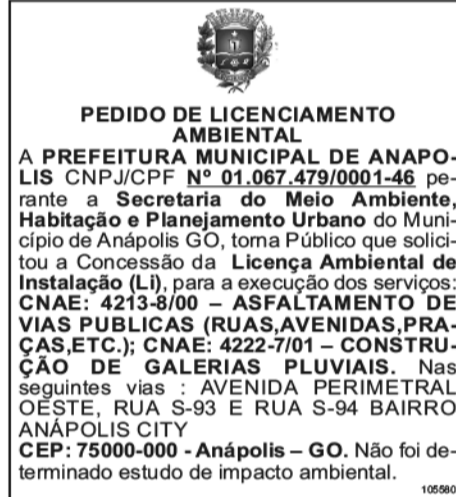 PEDIDO DE LICENCIAMENTO
AMBIENTAL
A PREFEITURA MUNICIPAL DE ANAPO-
LIS CNPJ/CPF Nº 01.067.479/0001-46 pe-
rante a Secretaria do Meio Ambiente,
Habitação e Planejamento Urbano do Muni-
cípio de Anápolis GO, torna Público que solici-
tou a Concessão da Licença Ambiental de
Instalação (Li), para a execução dos serviços:
CNAE: 4213-8/00 – ASFALTAMENTO DE
VIAS PUBLICAS (RUAS,AVENIDAS,PRA-
ÇAS,ETC.); CNAE: 4222-7/01 – CONSTRU-
ÇÃO DE GALERIAS PLUVIAIS. Nas
seguintes vias : AVENIDA PERIMETRAL
OESTE, RUA S-93 E RUA S-94 BAIRRO
ANÁPOLIS CITY
CEP: 75000-000 - Anápolis – GO. Não foi de-
terminado estudo de impacto ambiental.
105580